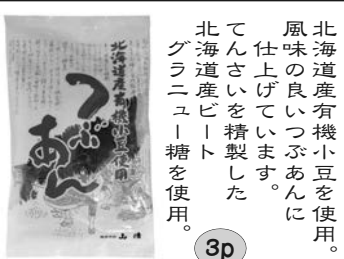 北海道産有機小豆を使用。
風味の良いつぶあんに
仕上げています。
てんさいを精製した
北海道産ビート
グラニュー糖を使用。
3p
北海道産有機小豆使用
つぶあん
山清